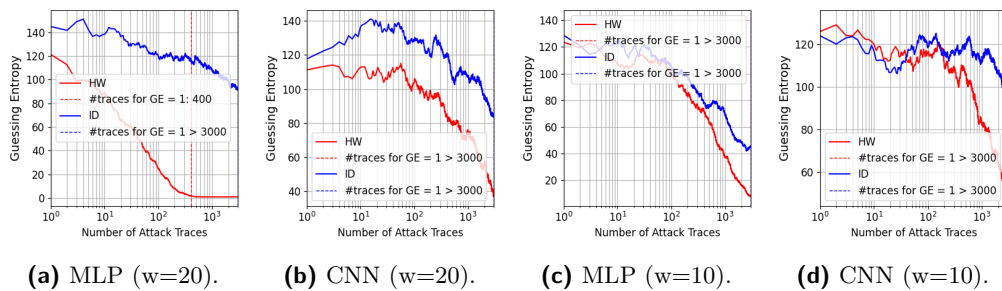 Guessing Entropy
140
120
100
80
60
40
20
0
HW
#traces for GE = 1: 400
ID
#traces for GE = 1 > 3000
10^0 10^1 10^2 10^3
Number of Attack Traces
(a) MLP (w=20).
Guessing Entropy
140
120
100
80
60
40
HW
#traces for GE = 1 > 3000
ID
#traces for GE = 1 > 3000
10^0 10^1 10^2 10^3
Number of Attack Traces
(b) CNN (w=20).
Guessing Entropy
140
120
100
80
60
40
20
HW
#traces for GE = 1 > 3000
ID
#traces for GE = 1 > 3000
10^0 10^1 10^2 10^3
Number of Attack Traces
(c) MLP (w=10).
Guessing Entropy
120
100
80
60
HW
#traces for GE = 1 > 3000
ID
#traces for GE = 1 > 3000
10^0 10^1 10^2 10^3
Number of Attack Traces
(d) CNN (w=10).